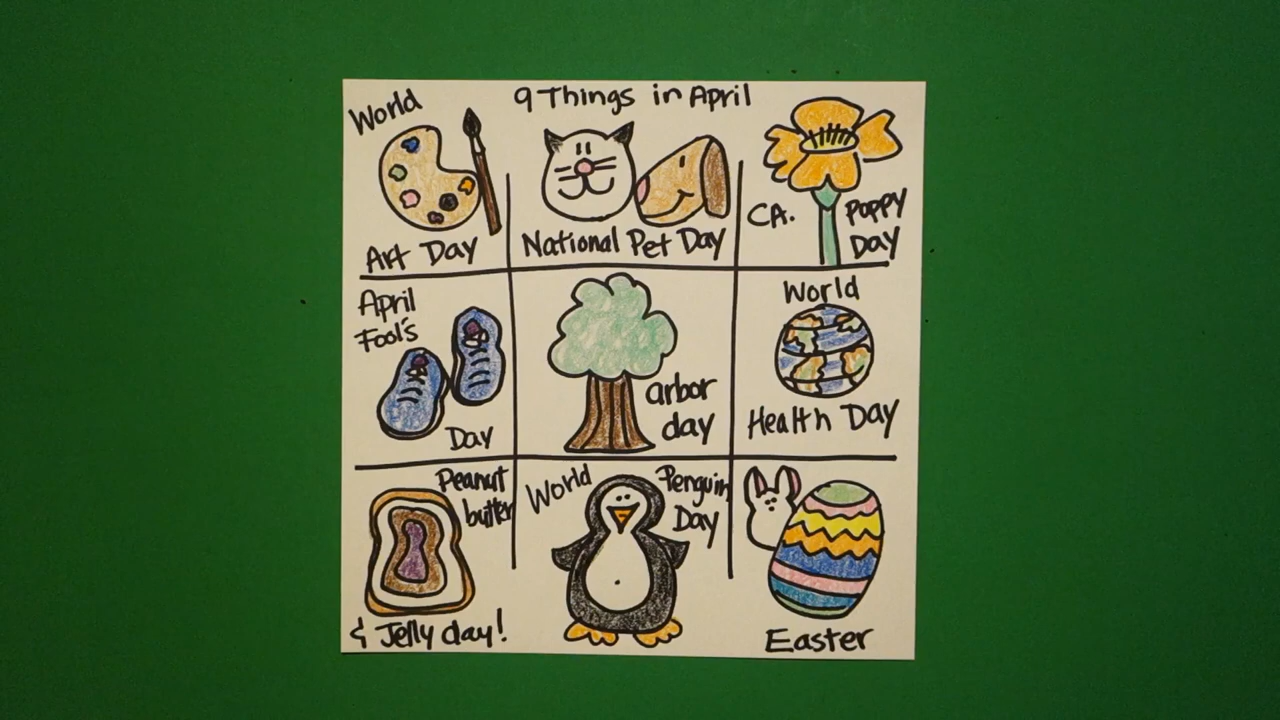 9 Things in April
World
Art Day
National Pet Day
CA. Poppy
Day
April
Fool's
Day
arbor
day
World
Health Day
Peanut
butter
& Jelly day!
World Penguin
Day
Easter